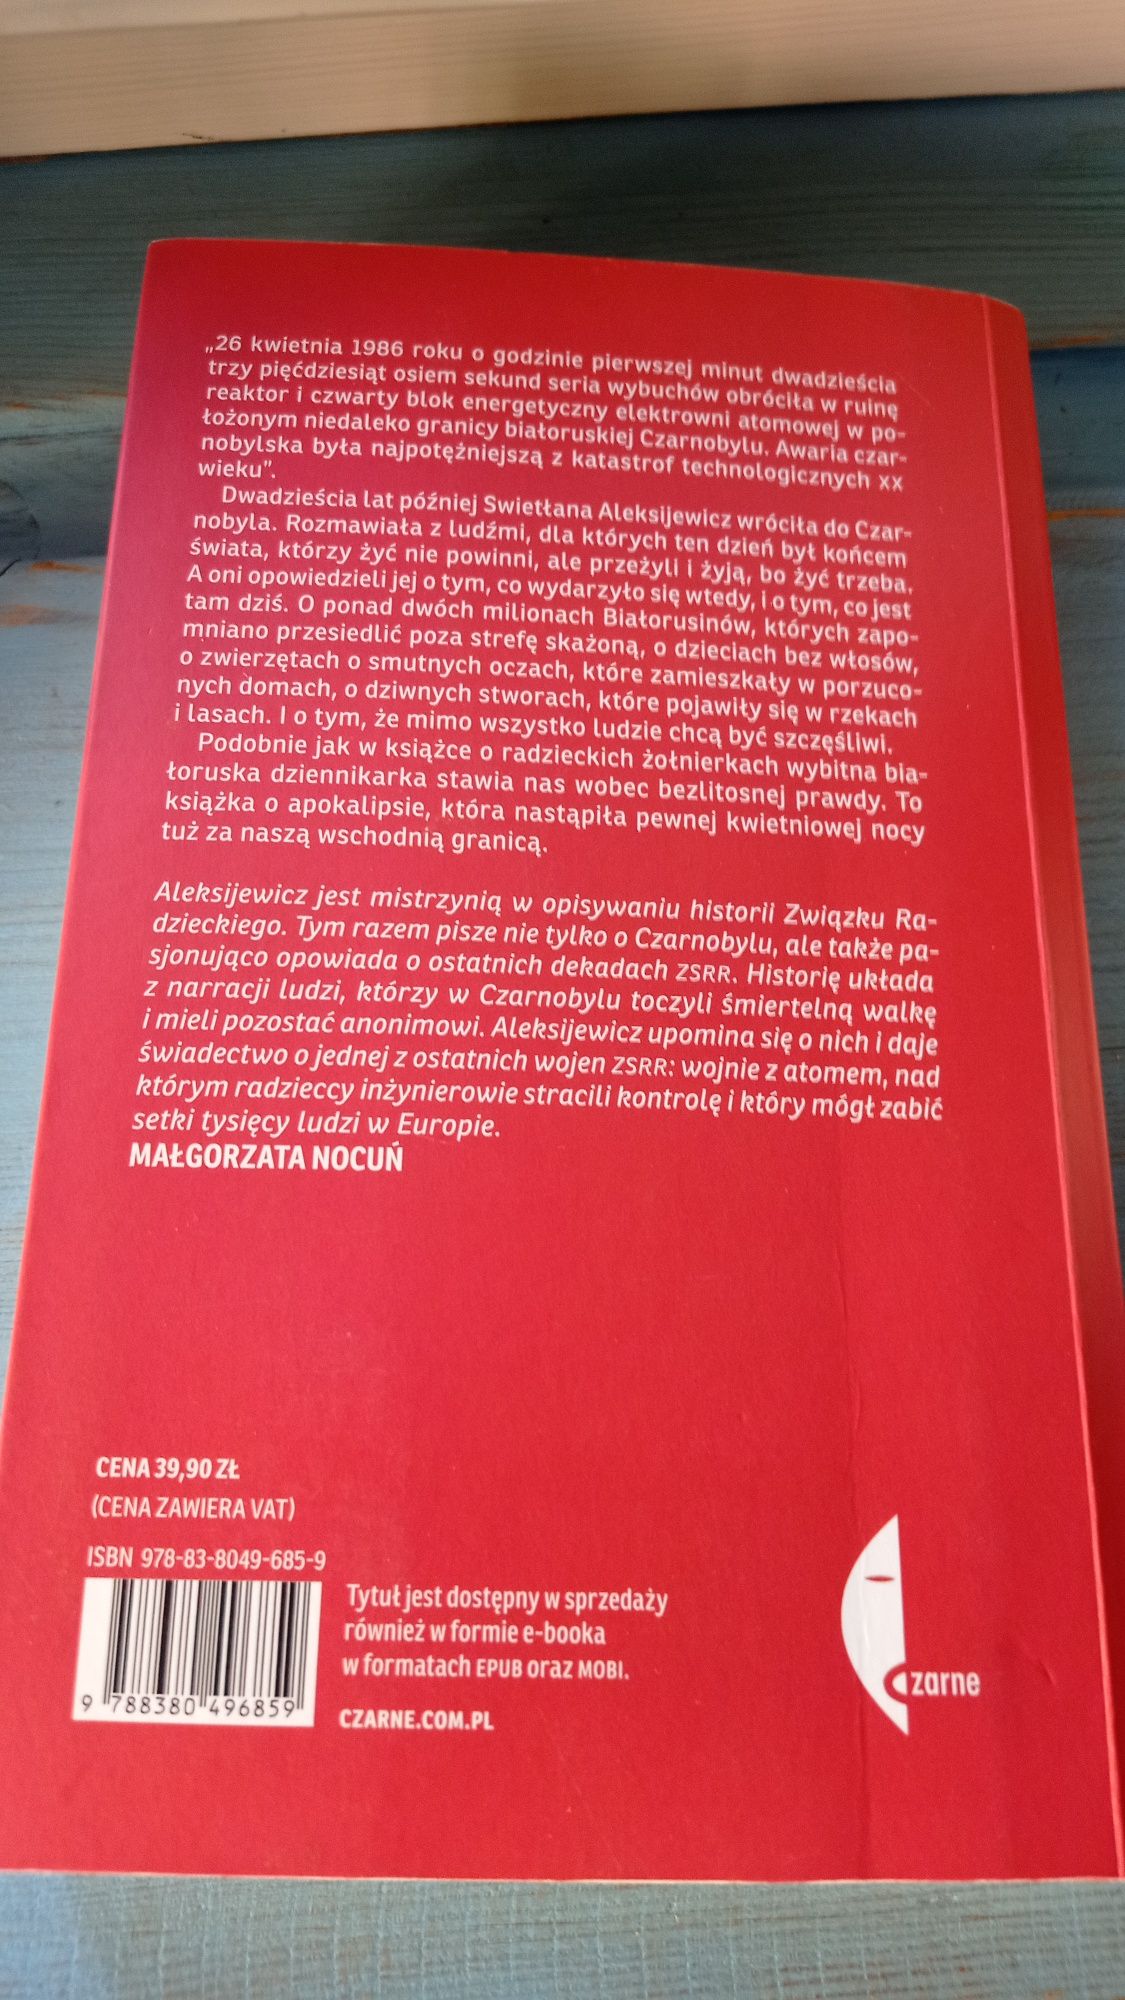 „26 kwietnia 1986 roku o godzinie pierwszej minut dwadzieścia
trzy pięćdziesiąt osiem sekund seria wybuchów obróciła w ruinę
reaktor i czwarty blok energetyczny elektrowni atomowej w po-
łożonym niedaleko granicy białoruskiej Czarnobylu. Awaria czar-
nobylska była najpotężniejszą z katastrof technologicznych XX
wieku”.
Dwadzieścia lat później Swietłana Aleksijewicz wróciła do Czar-
nobyla. Rozmawiała z ludźmi, dla których ten dzień był końcem
świata, którzy żyć nie powinni, ale przeżyli i żyją, bo żyć trzeba.
A oni opowiedzieli jej o tym, co wydarzyło się wtedy, i o tym, co jest
tam dziś. O ponad dwóch milionach Białorusinów, których zapo-
mniano przesiedlić poza strefę skażoną, o dzieciach bez włosów,
o zwierzętach o smutnych oczach, które zamieszkały w porzuco-
nych domach, o dziwnych stworach, które pojawiły się w rzekach
i lasach. I o tym, że mimo wszystko ludzie chcą być szczęśliwi.
Podobnie jak w książce o radzieckich żołnierkach wybitna bia-
łoruska dziennikarka stawia nas wobec bezlitosnej prawdy. To
książka o apokalipsie, która nastąpiła pewnej kwietniowej nocy
tuż za naszą wschodnią granicą.
Aleksijewicz jest mistrzynią w opisywaniu historii Związku Ra-
dzieckiego. Tym razem pisze nie tylko o Czarnobylu, ale także pa-
sjonująco opowiada o ostatnich dekadach ZSRR. Historię układa
z narracji ludzi, którzy w Czarnobylu toczyli śmiertelną walkę
i mieli pozostać anonimowi. Aleksijewicz upomina się o nich i daje
świadectwo o jednej z ostatnich wojen ZSRR: wojnie z atomem, nad
którym radzieccy inżynierowie stracili kontrolę i który mógł zabić
setki tysięcy ludzi w Europie.
MAŁGORZATA NOCUŃ
CENA 39,90 ZŁ
(CENA ZAWIERA VAT)
ISBN 978-83-8049-685-9
9 788380 496859
Tytuł jest dostępny w sprzedaży
również w formie e-booka
w formatach EPUB oraz MOBI.
CZARNE.COM.PL
czarne